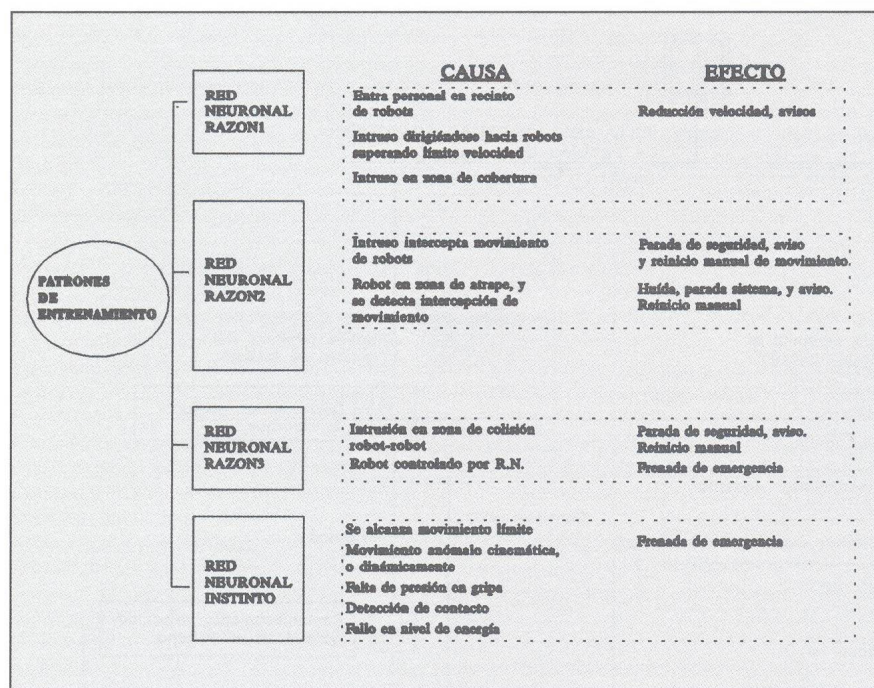 CAUSA
EFECTO
RED
NEURONAL
RAZON1
Entra personal en recinto
de robots
Reducción velocidad, avisos
Intruso dirigiéndose hacia robots
superando límite velocidad
Intruso en zona de cobertura
PATRONES
DE
ENTRENAMIENTO
RED
NEURONAL
RAZON2
Intruso intercepta movimiento
de robots
Parada de seguridad, aviso
y reinicio manual de movimiento.
Robot en zona de atrape, y
se detecta intercepción de
movimiento
Huída, parada sistema, y aviso.
Reinicio manual
RED
NEURONAL
RAZON3
Intrusión en zona de colisión
robot-robot
Parada de seguridad, aviso.
Reinicio manual
Robot controlado por R.N.
Frenada de emergencia
RED
NEURONAL
INSTINTO
Se alcanza movimiento límite
Frenada de emergencia
Movimiento anómalo cinemática,
o dinámicamente
Falta de presión en gripa
Detección de contacto
Fallo en nivel de energía